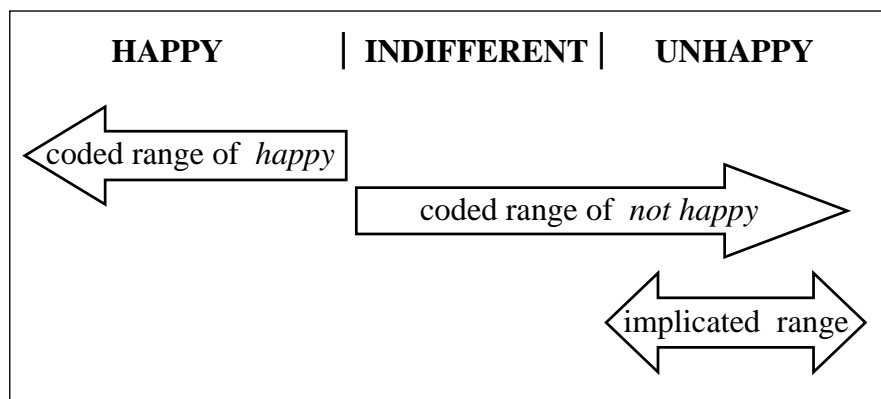 HAPPY | INDIFFERENT | UNHAPPY
coded range of happy
coded range of not happy
implicated range